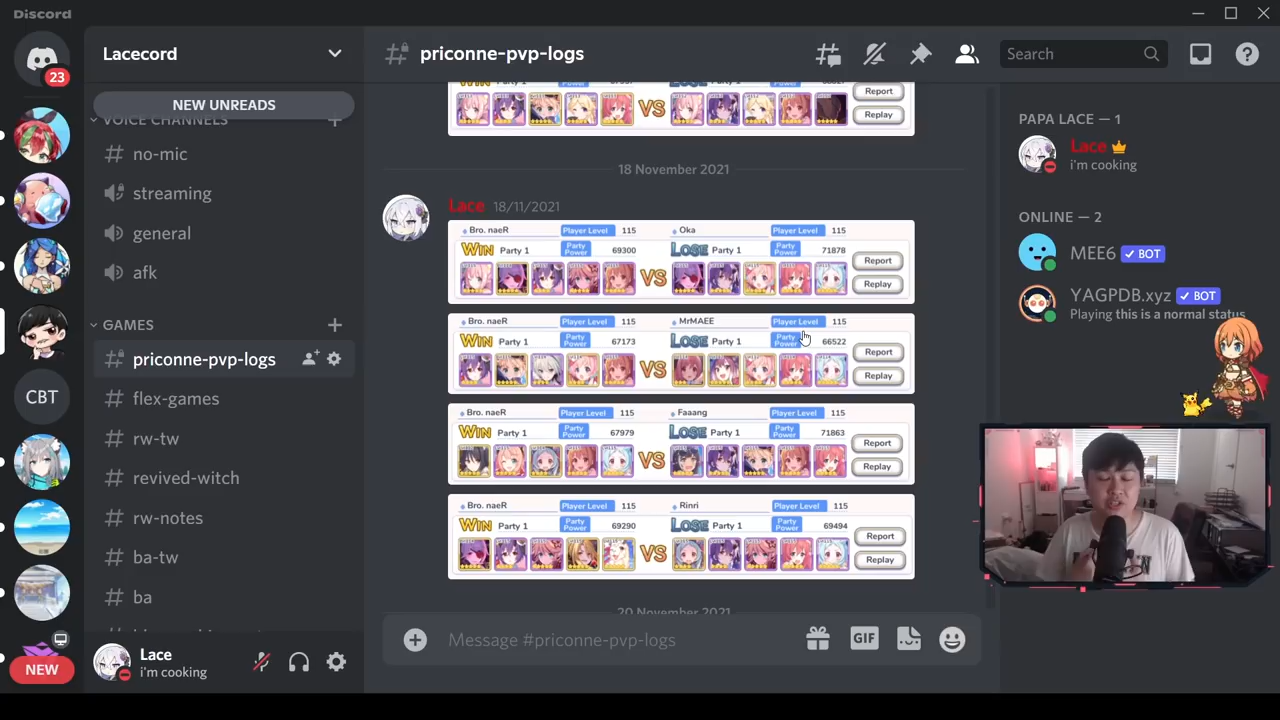 Discord
23
Lacecord
NEW UNREADS
VOICE CHANNELS
no-mic
streaming
general
afk
GAMES
priconne-pvp-logs
CBT
flex-games
rw-tw
revived-witch
rw-notes
ba-tw
ba
NEW
Lace
i'm cooking
priconne-pvp-logs
Search
VS
Report
Replay
18 November 2021
Lace 18/11/2021
Bro. naeR Player Level 115 Oka Player Level 115
WIN Party 1 Party Power 69300 LOSE Party 1 Party Power 71878
VS
Report
Replay
Bro. naeR Player Level 115 MrMAEE Player Level 115
WIN Party 1 Party Power 67173 LOSE Party 1 Party Power 66522
VS
Report
Replay
Bro. naeR Player Level 115 Faaang Player Level 115
WIN Party 1 Party Power 67979 LOSE Party 1 Party Power 71863
VS
Report
Replay
Bro. naeR Player Level 115 Rinri Player Level 115
WIN Party 1 Party Power 69290 LOSE Party 1 Party Power 69494
VS
Report
Replay
20 November 2021
Message #priconne-pvp-logs
GIF
PAPA LACE — 1
Lace
i'm cooking
ONLINE — 2
MEE6 BOT
YAGPDB.xyz BOT
Playing this is a normal status